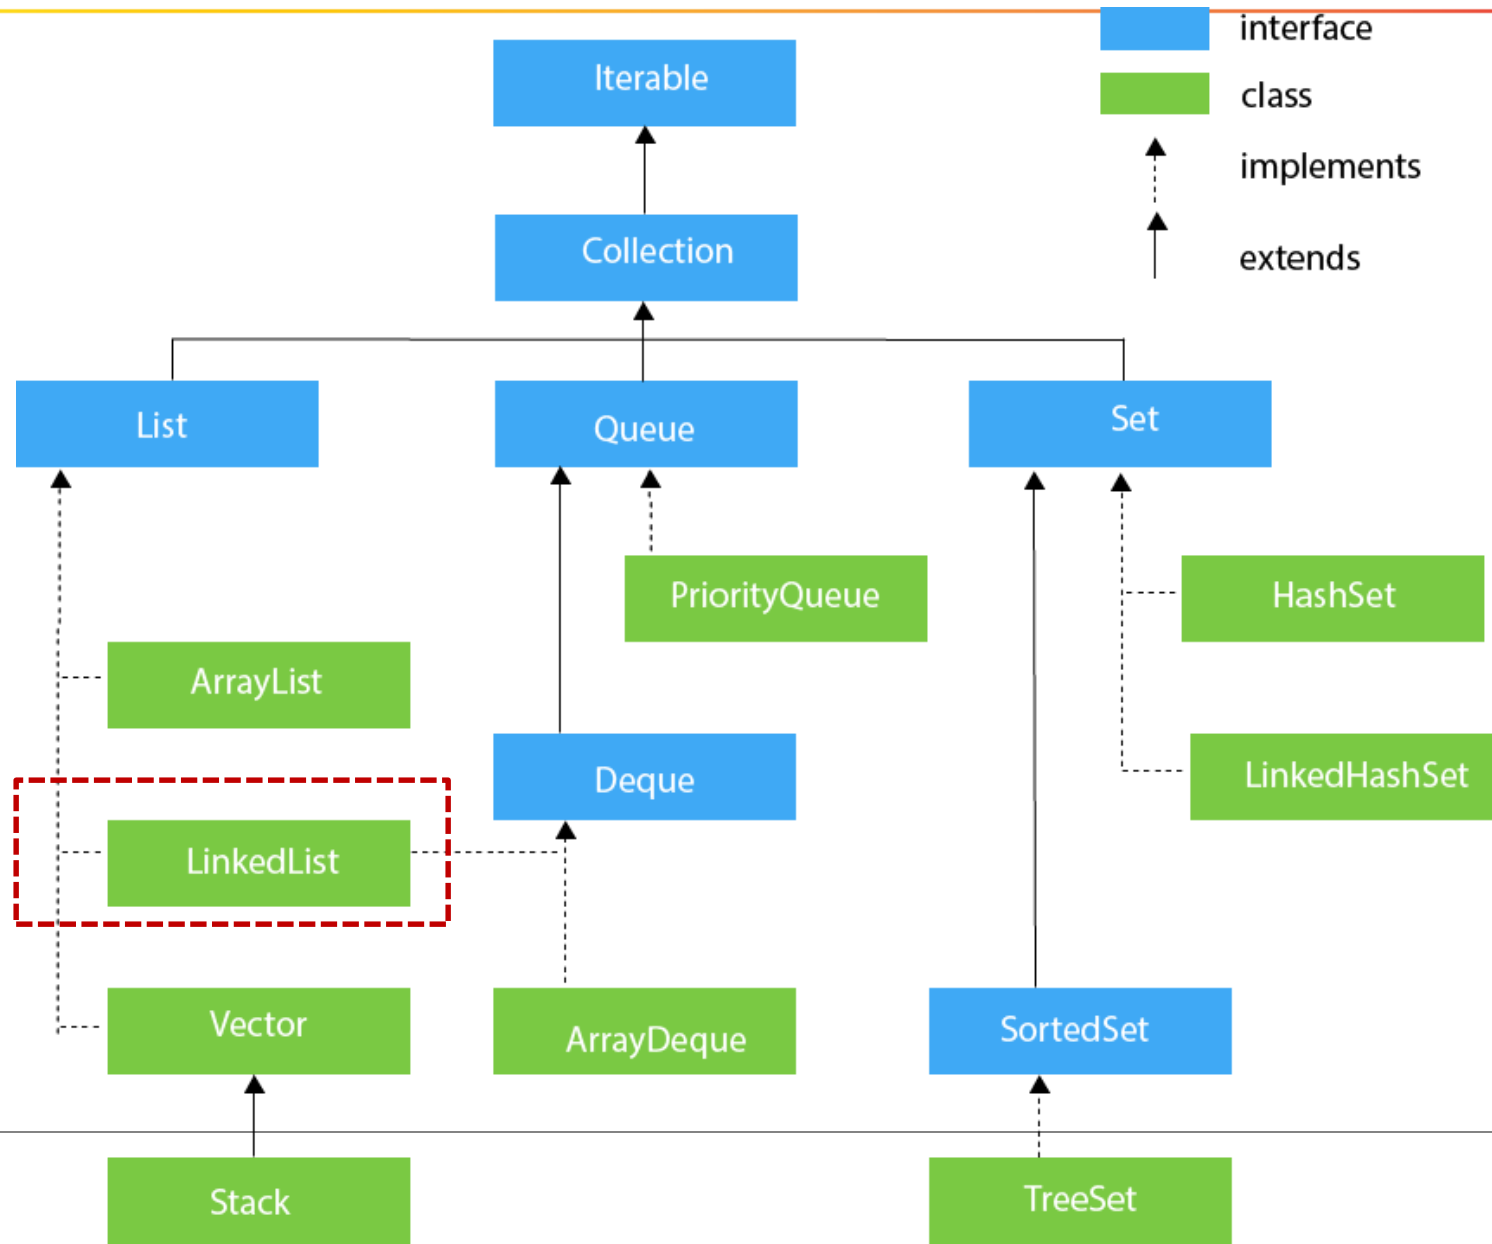 interface
Iterable
class
implements
Collection
extends
List
Queue
Set
PriorityQueue
HashSet
ArrayList
Deque
LinkedHashSet
LinkedList
Vector
ArrayDeque
SortedSet
Stack
TreeSet